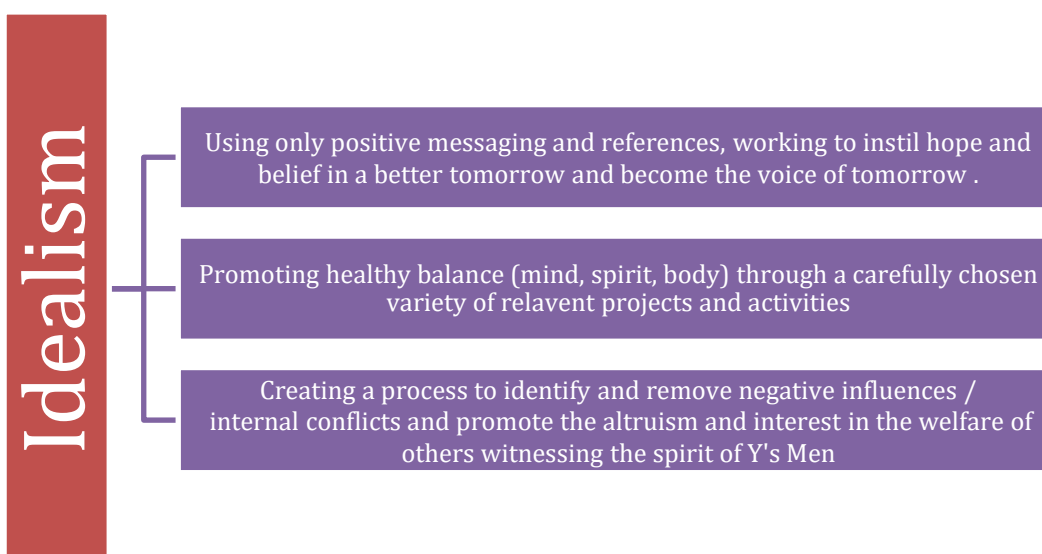 Idealism
Using only positive messaging and references, working to instil hope and
belief in a better tomorrow and become the voice of tomorrow .
Promoting healthy balance (mind, spirit, body) through a carefully chosen
variety of relavent projects and activities
Creating a process to identify and remove negative influences /
internal conflicts and promote the altruism and interest in the welfare of
others witnessing the spirit of Y's Men